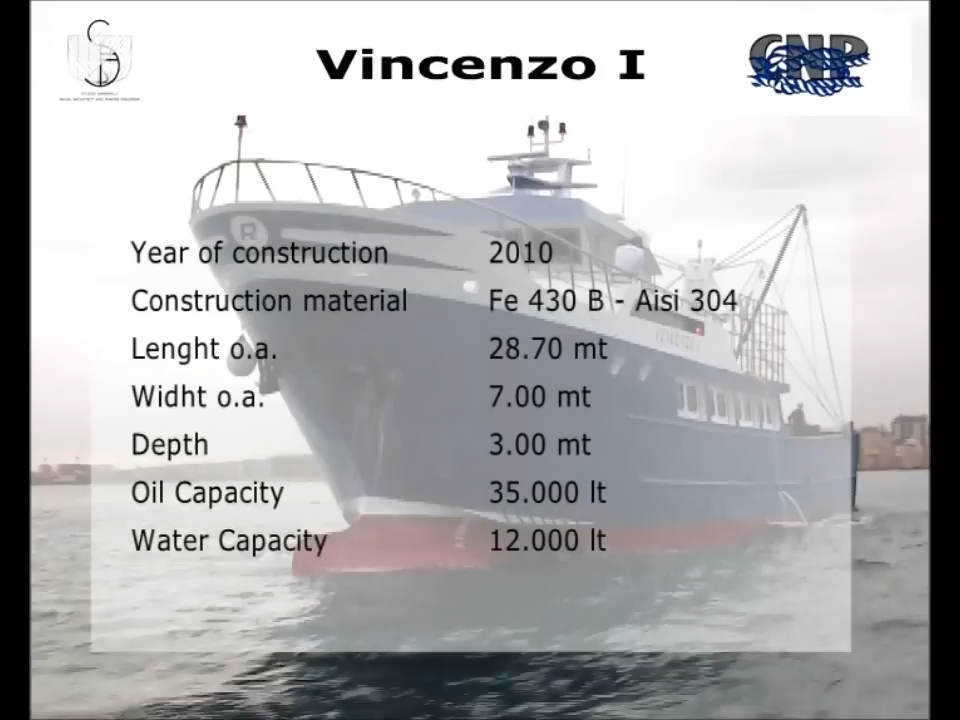 Vincenzo I
CNP
R
Year of construction 2010
Construction material Fe 430 B - Aisi 304
Lenght o.a. 28.70 mt
Widht o.a. 7.00 mt
Depth 3.00 mt
Oil Capacity 35.000 lt
Water Capacity 12.000 lt